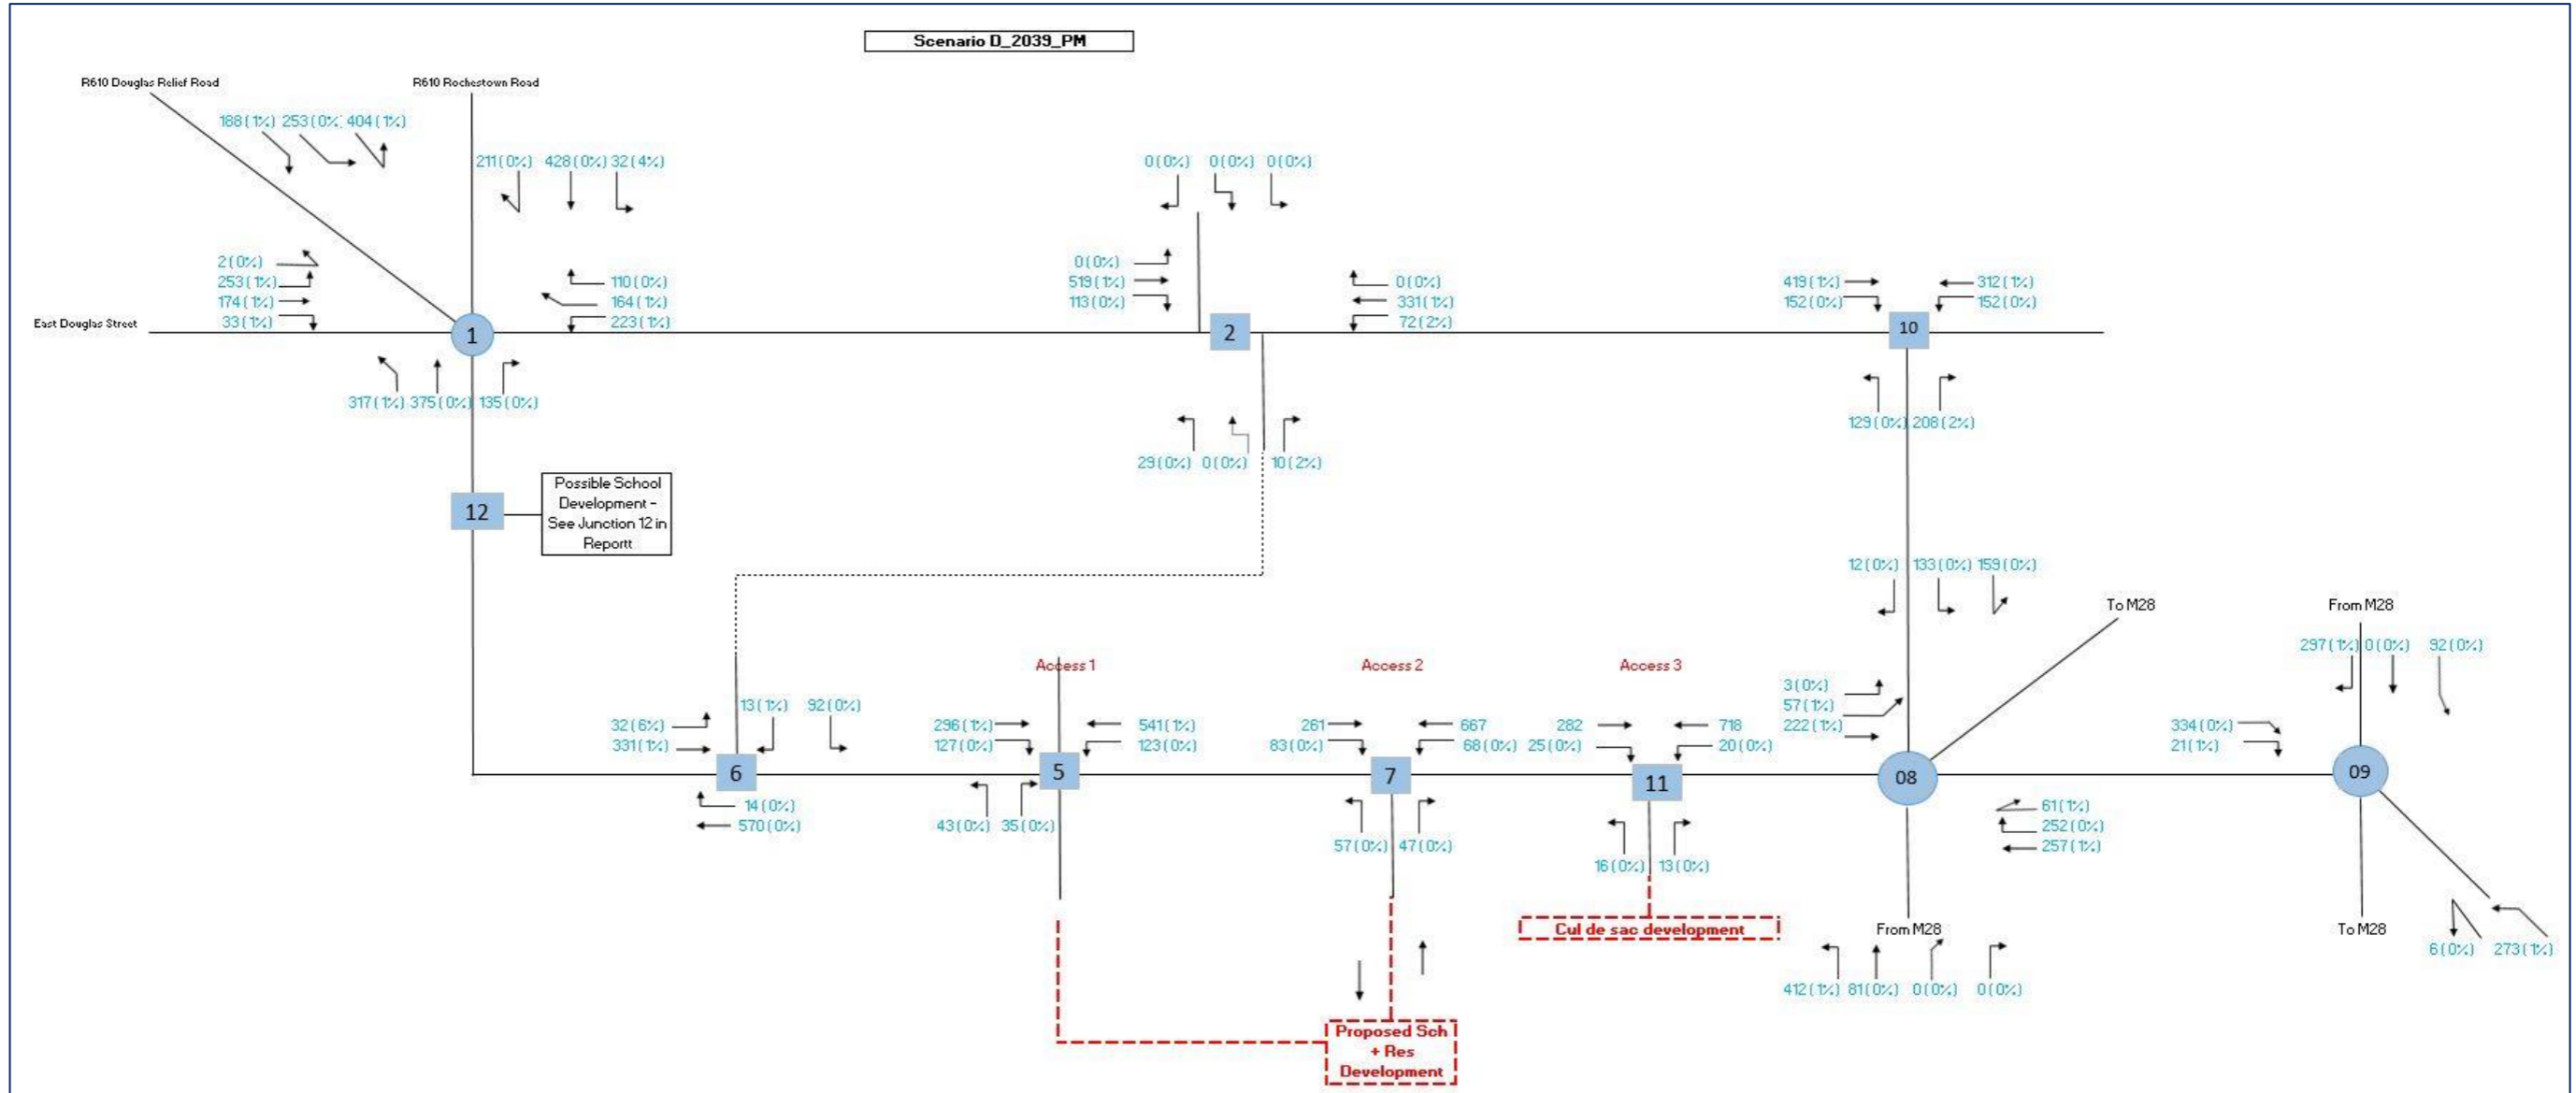 Scenario D_2039_PM
R610 Douglas Relief Road
R610 Rochestown Road
188(1%) 253(0%) 404(1%)
211(0%) 428(0%) 32(4%)
0(0%) 0(0%) 0(0%)
2(0%)
253(1%)
174(1%)
33(1%)
110(0%)
164(1%)
223(1%)
0(0%)
519(1%)
113(0%)
0(0%)
331(1%)
72(2%)
419(1%)
152(0%)
312(1%)
152(0%)
East Douglas Street
1
2
10
317(1%) 375(0%) 135(0%)
129(0%) 208(2%)
29(0%) 0(0%) 10(2%)
12
Possible School
Development -
See Junction 12 in
Reportt
12(0%) 133(0%) 159(0%)
To M28
From M28
297(1%) 0(0%) 92(0%)
Access 1
Access 2
Access 3
3(0%)
57(1%)
222(1%)
13(1%) 92(0%)
32(6%)
331(1%)
296(1%)
127(0%)
541(1%)
123(0%)
261
83(0%)
667
68(0%)
282
25(0%)
718
20(0%)
334(0%)
21(1%)
6
5
7
11
08
09
14(0%)
570(0%)
43(0%) 35(0%)
57(0%) 47(0%)
16(0%) 13(0%)
61(1%)
252(0%)
257(1%)
Cul de sac development
From M28
To M28
6(0%) 273(1%)
412(1%) 81(0%) 0(0%) 0(0%)
Proposed Sch
+ Res
Development